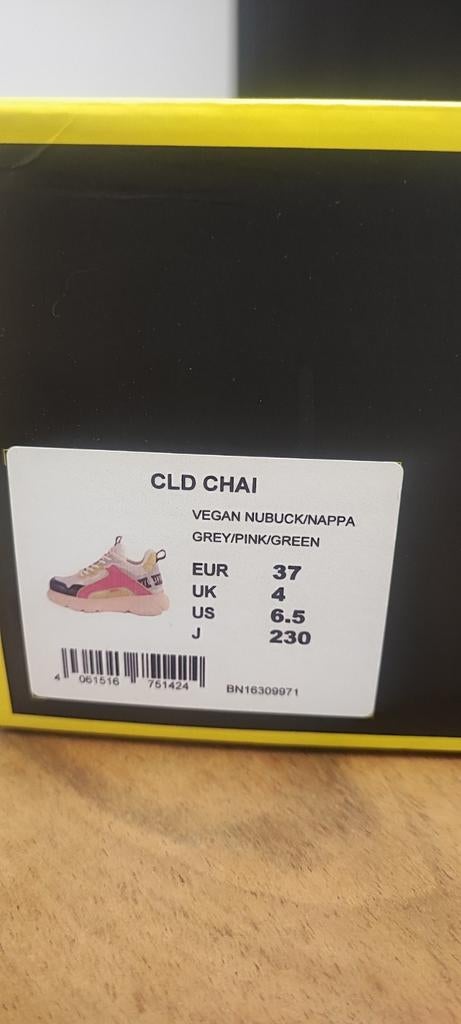 CLD CHAI
VEGAN NUBUCK/NAPPA
GREY/PINK/GREEN
EUR 37
UK 4
US 6.5
J 230
4 061516 751424
BN16309971